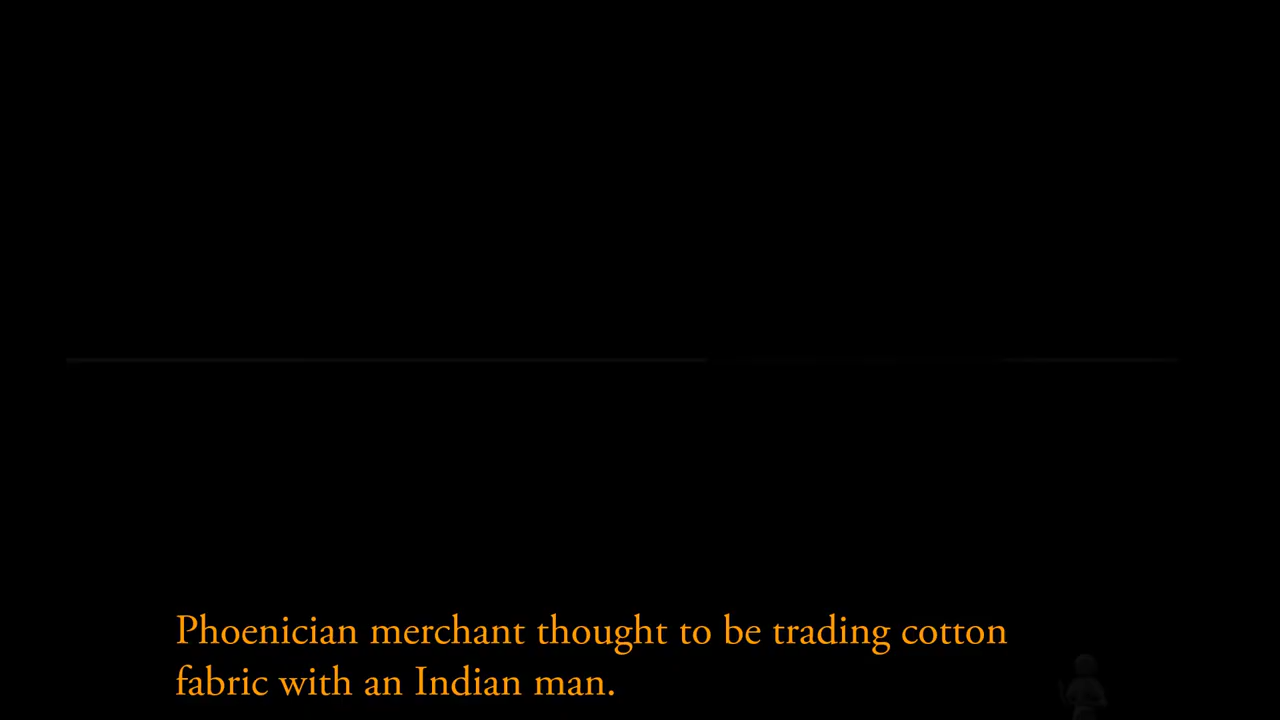 Phoenician merchant thought to be trading cotton
fabric with an Indian man.